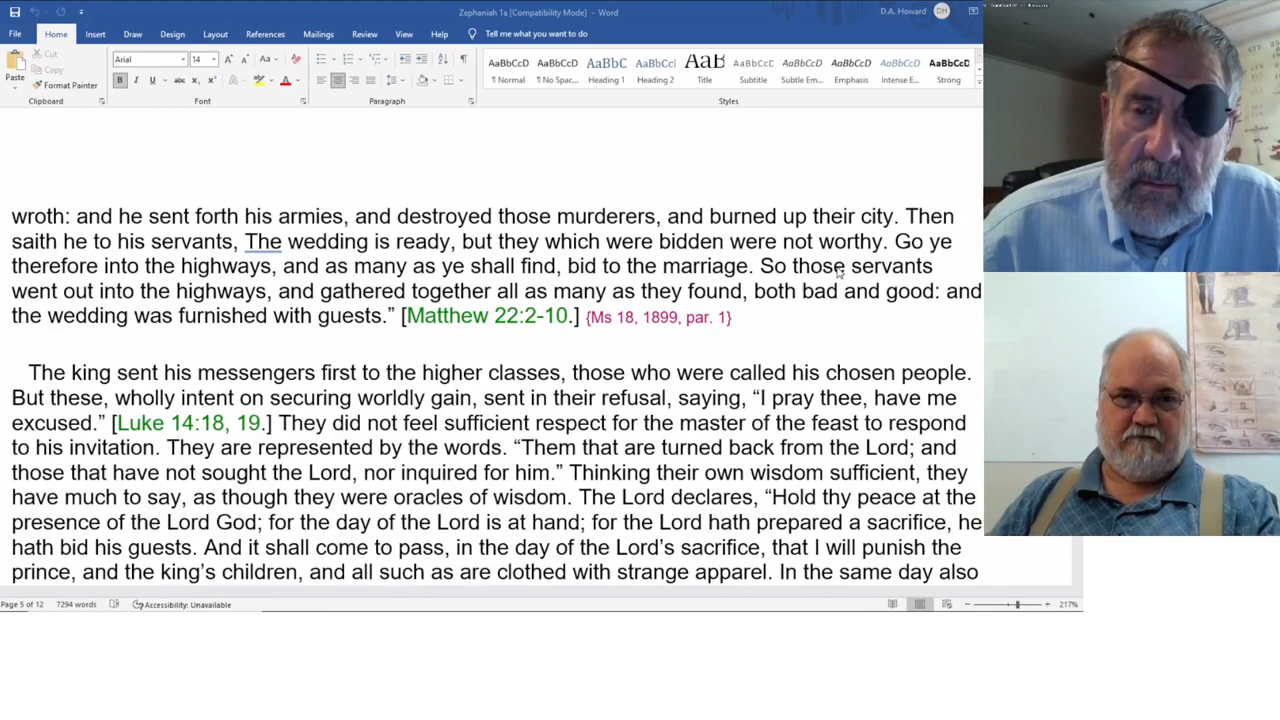 Zephaniah 1a [Compatibility Mode] - Word
D.A. Howard DH
File Home Insert Draw Design Layout References Mailings Review View Help Tell me what you want to do
Cut
Copy
Format Painter
Paste
Arial 14
Clipboard Font Paragraph Styles
AaBbCcD AaBbCcD AaBbC AaBbCcD AaB AaBbCcD AaBbCcD AaBbCcD AaBbCcD AaBbCcD
¶ Normal ¶ No Spac... Heading 1 Heading 2 Title Subtitle Subtle Em... Emphasis Intense E... Strong
wroth: and he sent forth his armies, and destroyed those murderers, and burned up their city. Then
saith he to his servants, The wedding is ready, but they which were bidden were not worthy. Go ye
therefore into the highways, and as many as ye shall find, bid to the marriage. So those servants
went out into the highways, and gathered together all as many as they found, both bad and good: and
the wedding was furnished with guests.” [Matthew 22:2-10.] {Ms 18, 1899, par. 1}
The king sent his messengers first to the higher classes, those who were called his chosen people.
But these, wholly intent on securing worldly gain, sent in their refusal, saying, “I pray thee, have me
excused.” [Luke 14:18, 19.] They did not feel sufficient respect for the master of the feast to respond
to his invitation. They are represented by the words. “Them that are turned back from the Lord; and
those that have not sought the Lord, nor inquired for him.” Thinking their own wisdom sufficient, they
have much to say, as though they were oracles of wisdom. The Lord declares, “Hold thy peace at the
presence of the Lord God; for the day of the Lord is at hand; for the Lord hath prepared a sacrifice, he
hath bid his guests. And it shall come to pass, in the day of the Lord’s sacrifice, that I will punish the
prince, and the king’s children, and all such as are clothed with strange apparel. In the same day also
Page 5 of 12 7294 words Accessibility: Unavailable 217%